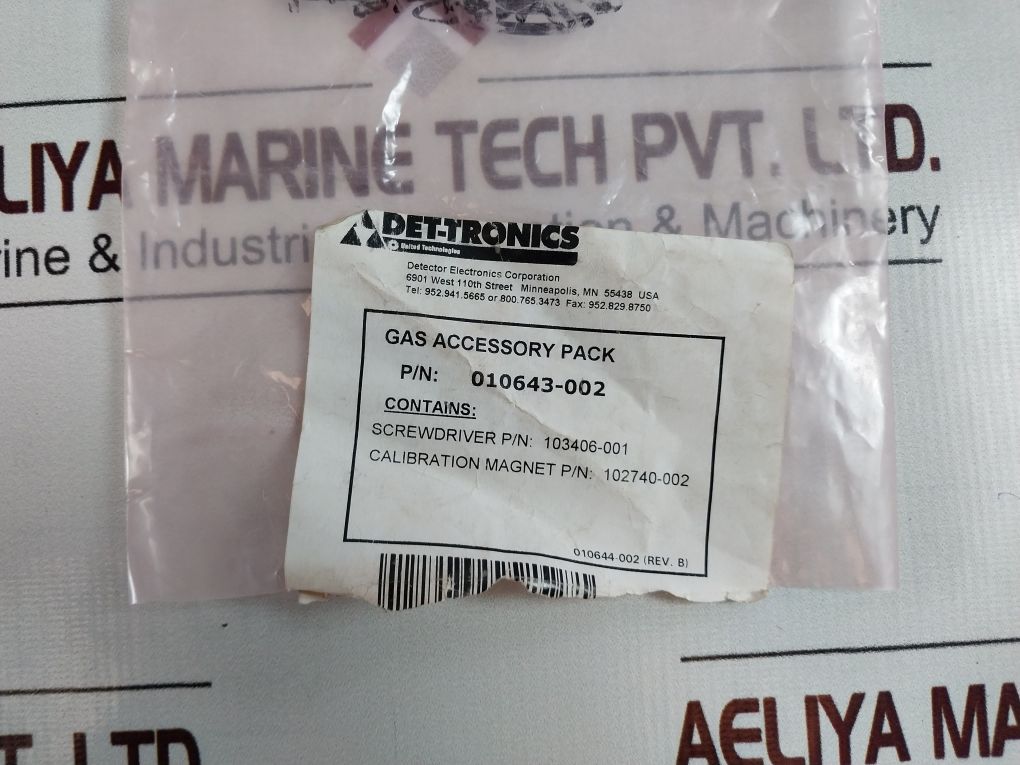 ELIYA MARINE TECH PVT. LTD.
rine & Industri on & Machinery
DET-TRONICS
United Technologies
Detector Electronics Corporation
6901 West 110th Street Minneapolis, MN 55438 USA
Tel: 952.941.5665 or 800.765.3473 Fax: 952.829.8750
GAS ACCESSORY PACK
P/N: 010643-002
CONTAINS:
SCREWDRIVER P/N: 103406-001
CALIBRATION MAGNET P/N: 102740-002
010644-002 (REV. B)
T. LTD
AELIYA MA